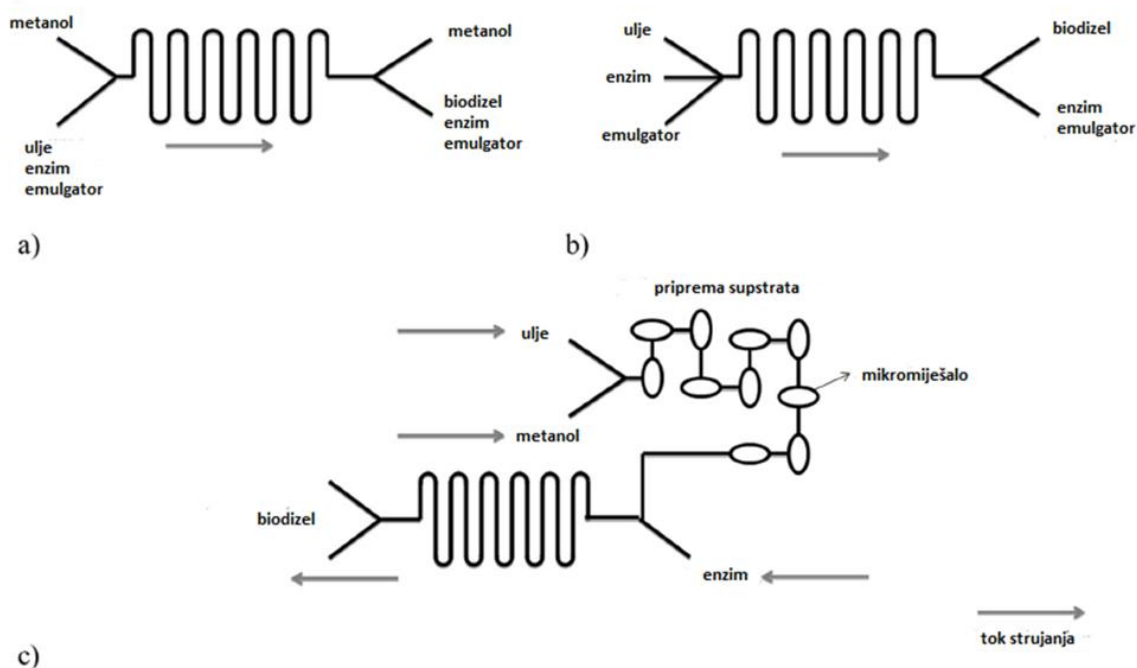 metanol
ulje
enzim
emulgator
metanol
biodizel
enzim
emulgator
a)
ulje
enzim
emulgator
biodizel
enzim
emulgator
b)
priprema supstrata
ulje
mikromiješalo
metanol
biodizel
enzim
tok strujanja
c)